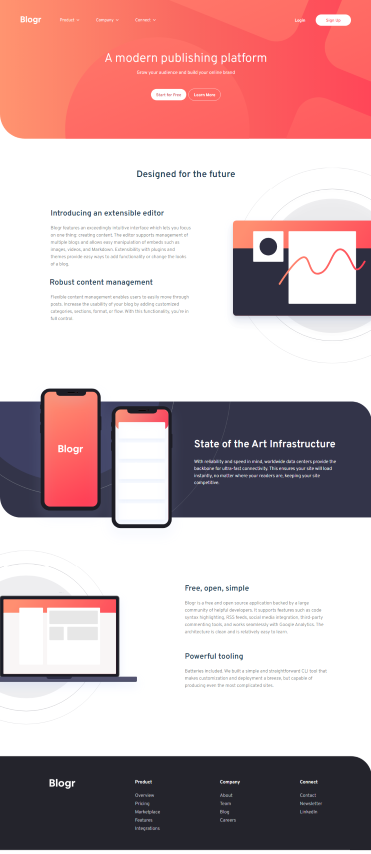 Blogr
Product
Company
Connect
Login
Sign Up
A modern publishing platform
Grow your audience and build your online brand
Start for Free
Learn More
Designed for the future
Introducing an extensible editor
Blogr features an exceedingly intuitive interface which lets you focus
on one thing: creating content. The editor supports management of
multiple blogs and allows easy manipulation of embeds such as
images, videos, and Markdown. Extensibility with plugins and
themes provide easy ways to add functionality or change the looks
of a blog.
Robust content management
Flexible content management enables users to easily move through
posts. Increase the usability of your blog by adding customized
categories, sections, format, or flow. With this functionality, you're in
full control.
Blogr
State of the Art Infrastructure
With reliability and speed in mind, worldwide data centers provide the
backbone for ultra-fast connectivity. This ensures your site will load
instantly, no matter where your readers are, keeping your site
competitive.
Free, open, simple
Blogr is a free and open source application backed by a large
community of helpful developers. It supports features such as code
syntax highlighting, RSS feeds, social media integration, third-party
commenting tools, and works seamlessly with Google Analytics. The
architecture is clean and is relatively easy to learn.
Powerful tooling
Batteries included. We built a simple and straightforward CLI tool that
makes customization and deployment a breeze, but capable of
producing even the most complicated sites.
Blogr
Product
Overview
Pricing
Marketplace
Features
Integrations
Company
About
Team
Blog
Careers
Connect
Contact
Newsletter
LinkedIn